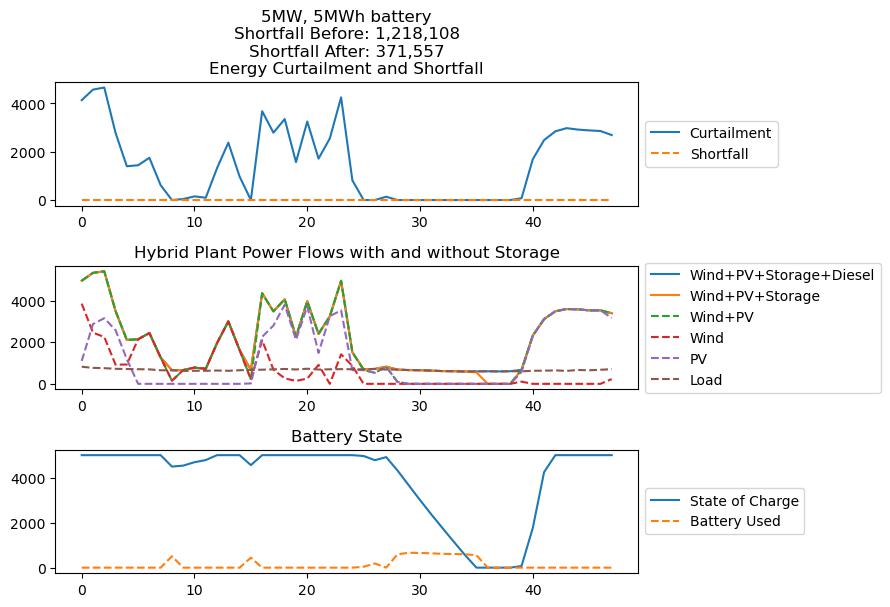 5MW, 5MWh battery
Shortfall Before: 1,218,108
Shortfall After: 371,557
Energy Curtailment and Shortfall
4000
2000
0
0 10 20 30 40
Curtailment
Shortfall
Hybrid Plant Power Flows with and without Storage
4000
2000
0
0 10 20 30 40
Wind+PV+Storage+Diesel
Wind+PV+Storage
Wind+PV
Wind
PV
Load
Battery State
4000
2000
0
0 10 20 30 40
State of Charge
Battery Used